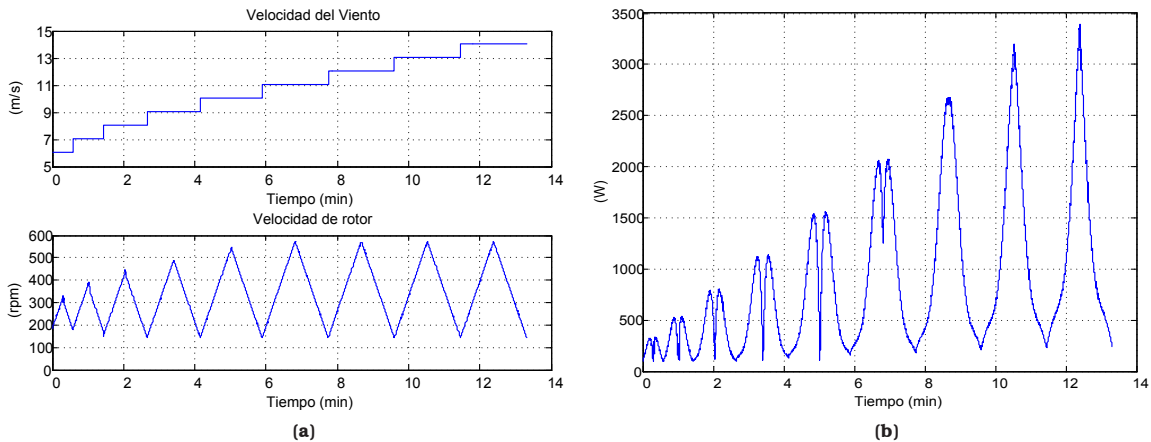 Velocidad del Viento
15
13
11
9
7
5
(m/s)
0 2 4 6 8 10 12 14
Tiempo (min)
Velocidad de rotor
600
500
400
300
200
100
0
(rpm)
0 2 4 6 8 10 12 14
Tiempo (min)
(a)
3500
3000
2500
2000
1500
1000
500
0
(W)
0 2 4 6 8 10 12 14
Tiempo (min)
(b)